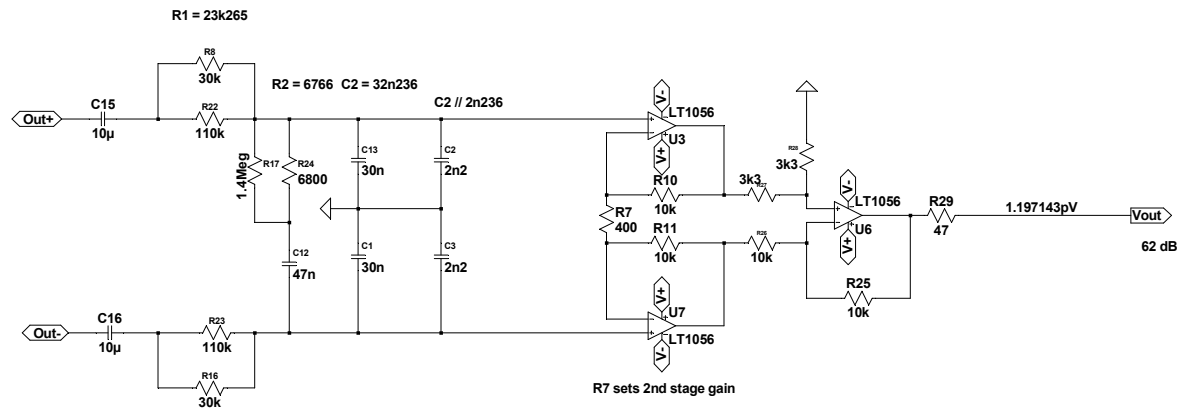 R1 = 23k265
R8
30k
R2 = 6766 C2 = 32n236
C2 // 2n236
Out+
C15
10µ
R22
110k
R17
1.4Meg
R24
6800
C13
30n
C2
2n2
C12
47n
C1
30n
C3
2n2
Out-
C16
10µ
R23
110k
R16
30k
V-
LT1056
U3
V+
R10
10k
R7
400
R11
10k
V+
U7
LT1056
V-
R7 sets 2nd stage gain
R28
3k3
3k3
R27
R26
10k
V-
LT1056
U6
V+
R25
10k
R29
47
1.197143pV
Vout
62 dB